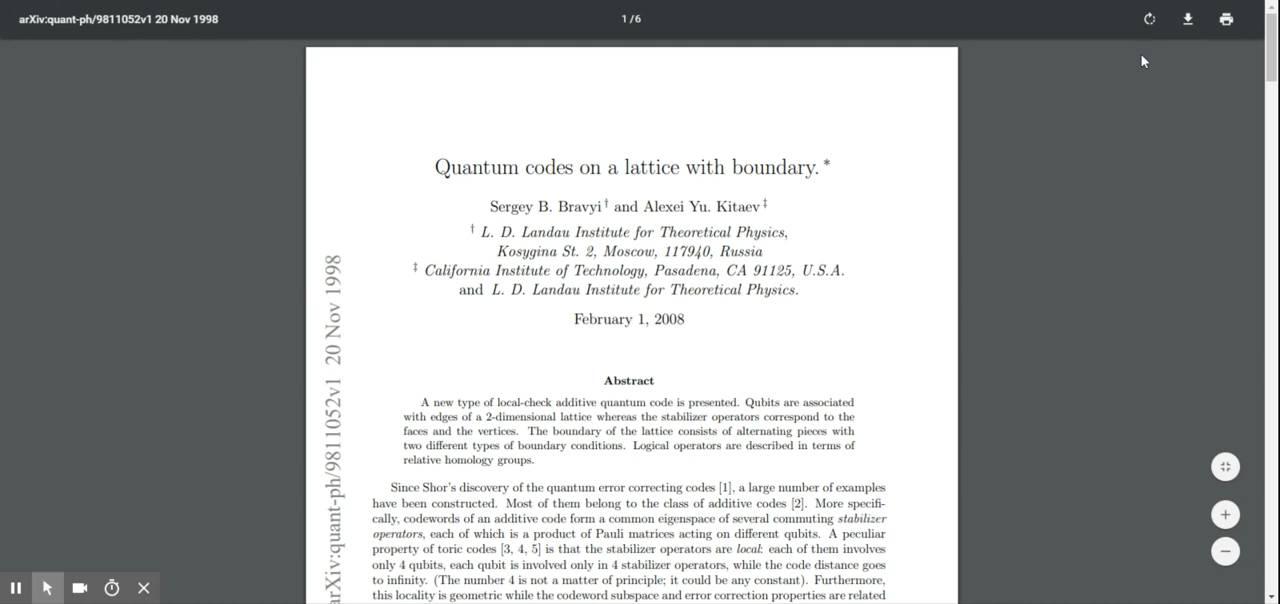 arXiv:quant-ph/9811052v1 20 Nov 1998
1 / 6
Quantum codes on a lattice with boundary.*
Sergey B. Bravyi† and Alexei Yu. Kitaev‡
† L. D. Landau Institute for Theoretical Physics,
Kosygina St. 2, Moscow, 117940, Russia
‡ California Institute of Technology, Pasadena, CA 91125, U.S.A.
and L. D. Landau Institute for Theoretical Physics.
February 1, 2008
Abstract
A new type of local-check additive quantum code is presented. Qubits are associated
with edges of a 2-dimensional lattice whereas the stabilizer operators correspond to the
faces and the vertices. The boundary of the lattice consists of alternating pieces with
two different types of boundary conditions. Logical operators are described in terms of
relative homology groups.
Since Shor's discovery of the quantum error correcting codes [1], a large number of examples
have been constructed. Most of them belong to the class of additive codes [2]. More specifi-
cally, codewords of an additive code form a common eigenspace of several commuting stabilizer
operators, each of which is a product of Pauli matrices acting on different qubits. A peculiar
property of toric codes [3, 4, 5] is that the stabilizer operators are local: each of them involves
only 4 qubits, each qubit is involved only in 4 stabilizer operators, while the code distance goes
to infinity. (The number 4 is not a matter of principle; it could be any constant). Furthermore,
this locality is geometric while the codeword subspace and error correction properties are related
arXiv:quant-ph/9811052v1 20 Nov 1998